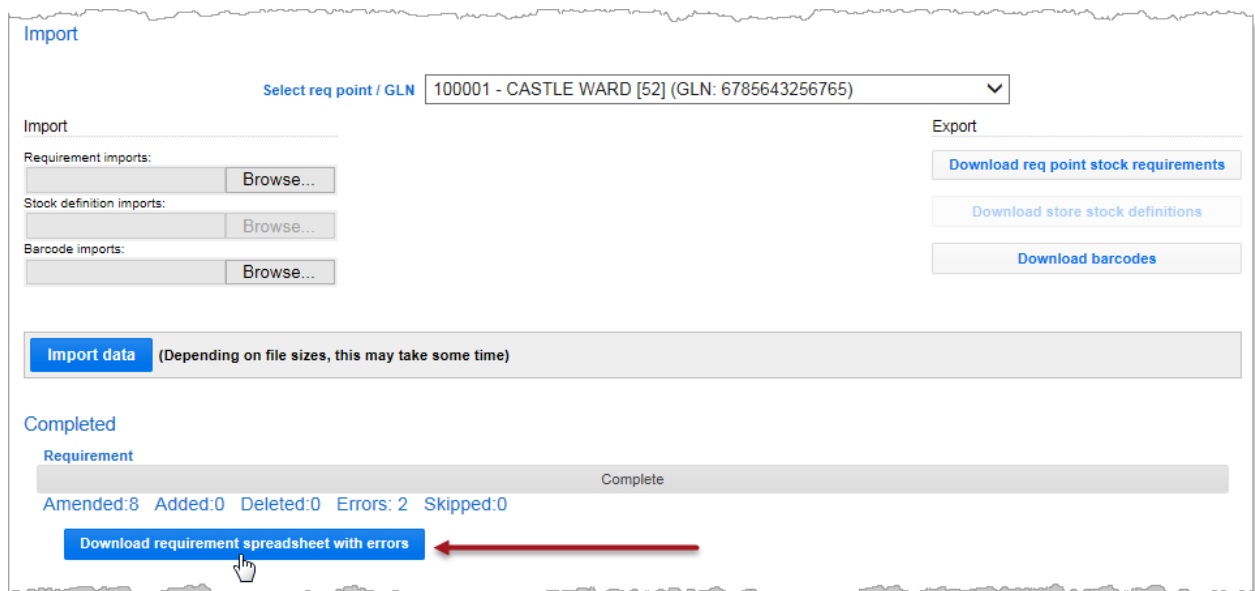 Import
Select req point / GLN 100001 - CASTLE WARD [52] (GLN: 6785643256765)
Import
Export
Requirement imports:
Browse...
Download req point stock requirements
Stock definition imports:
Browse...
Download store stock definitions
Barcode imports:
Browse...
Download barcodes
Import data (Depending on file sizes, this may take some time)
Completed
Requirement
Complete
Amended:8 Added:0 Deleted:0 Errors: 2 Skipped:0
Download requirement spreadsheet with errors